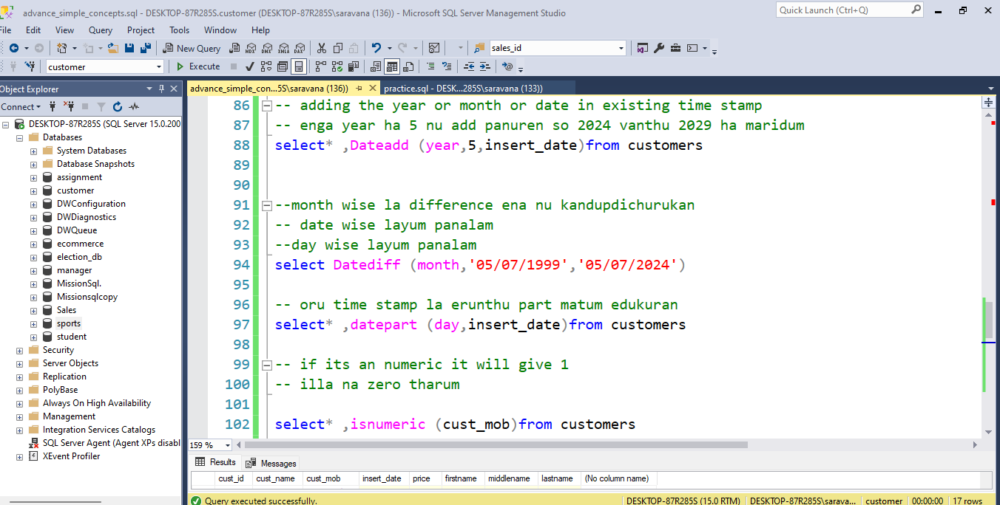 advance_simple_concepts.sql - DESKTOP-87R285S.customer (DESKTOP-87R285S\saravana (136)) - Microsoft SQL Server Management Studio
Quick Launch (Ctrl+Q)
File Edit View Query Project Tools Window Help
New Query MDX DMX XMLA DAX sales_id
customer Execute
Object Explorer
advance_simple_con...5S\saravana (136)) practice.sql - DESK...285S\saravana (133))
Connect
DESKTOP-87R285S (SQL Server 15.0.200
Databases
System Databases
Database Snapshots
assignment
customer
DWConfiguration
DWDiagnostics
DWQueue
ecommerce
election_db
manager
MissionSql.
Missionsqlcopy
Sales
sports
student
Security
Server Objects
Replication
PolyBase
Always On High Availability
Management
Integration Services Catalogs
SQL Server Agent (Agent XPs disabl
XEvent Profiler
86 -- adding the year or month or date in existing time stamp
87 -- enga year ha 5 nu add panuren so 2024 vanthu 2029 ha maridum
88 select* ,Dateadd (year,5,insert_date)from customers
89
90
91 --month wise la difference ena nu kandupdichurukan
92 -- date wise layum panalam
93 --day wise layum panalam
94 select Datediff (month,'05/07/1999','05/07/2024')
95
96 -- oru time stamp la erunthu part matum edukuran
97 select* ,datepart (day,insert_date)from customers
98
99 -- if its an numeric it will give 1
100 -- illa na zero tharum
101
102 select* ,isnumeric (cust_mob)from customers
159 %
Results Messages
cust_id cust_name cust_mob insert_date price firstname middlename lastname (No column name)
Query executed successfully. DESKTOP-87R285S (15.0 RTM) DESKTOP-87R285S\sarava... customer 00:00:00 17 rows